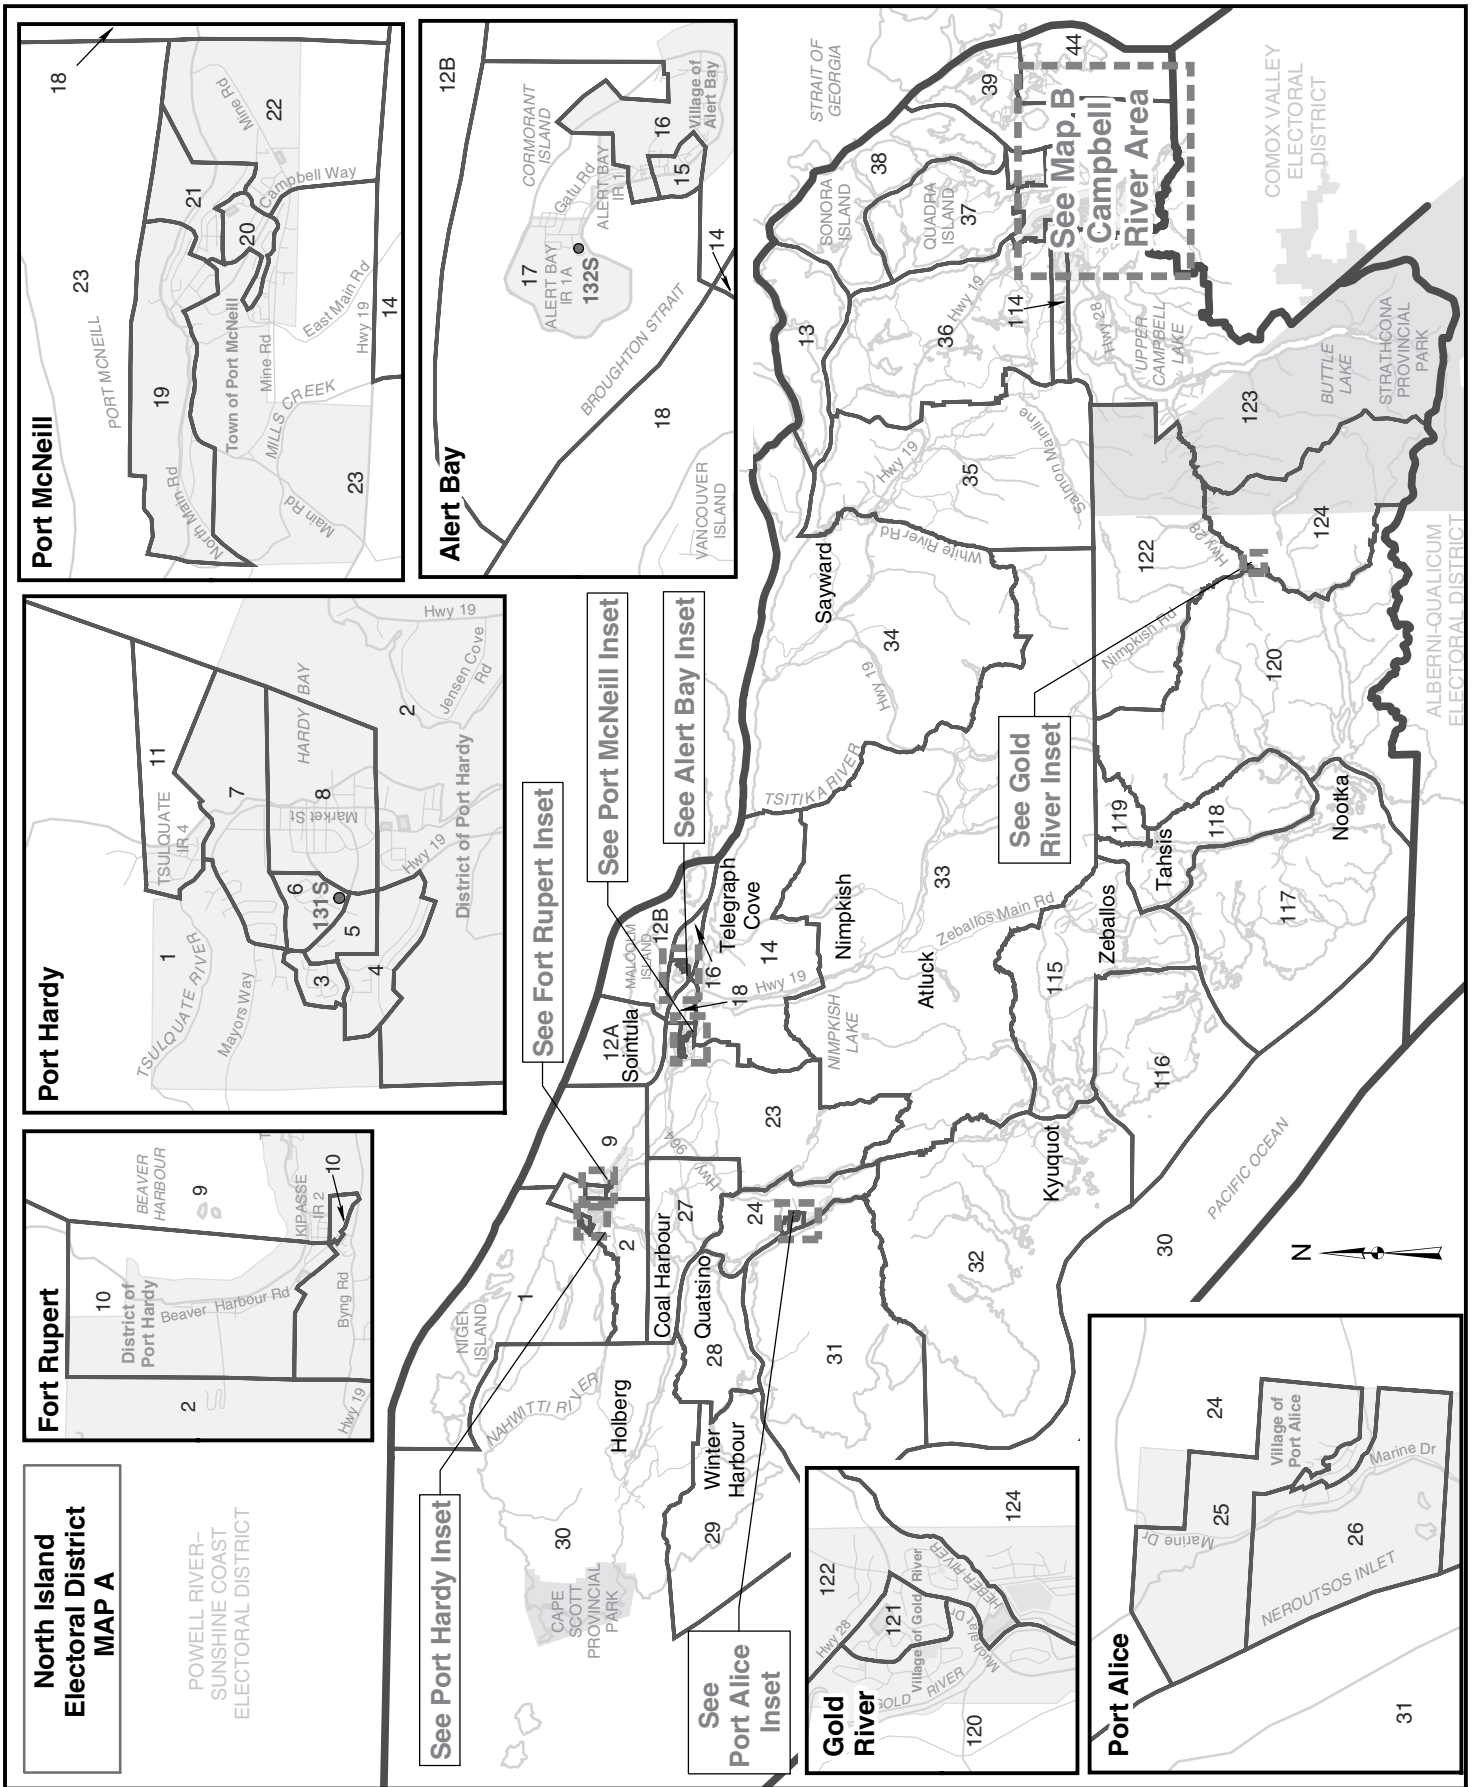 North Island
Electoral District
MAP A
POWELL RIVER–
SUNSHINE COAST
ELECTORAL DISTRICT
Fort Rupert
2
10
District of
Port Hardy
Beaver Harbour Rd
Byng Rd
Hwy 19
BEAVER
HARBOUR
9
KIPASSE
IR 2
10
Port Hardy
1
TSULQUATE RIVER
Mayors Way
TSULQUATE
IR 4
11
7
6
131S
5
3
4
8
Market St
HARDY BAY
Hwy 19
District of Port Hardy
2
Jensen Cove
Rd
Hwy 19
Port McNeill
18
23
PORT MCNEILL
19
21
20
22
Mine Rd
Campbell Way
North Main Rd
Town of Port McNeill
Mine Rd
MILLS CREEK
East Main Rd
Main Rd
Hwy 19
14
23
Alert Bay
12B
CORMORANT
ISLAND
Gatu Rd
17
ALERT BAY
IR 1 A
132S
ALERT BAY
IR 1
16
15
Village of
Alert Bay
14
BROUGHTON STRAIT
18
VANCOUVER
ISLAND
See Port Hardy Inset
See Fort Rupert Inset
See Port McNeill Inset
See Alert Bay Inset
See
Port Alice
Inset
See Gold
River Inset
See Map B
Campbell
River Area
STRAIT OF
GEORGIA
COMOX VALLEY
ELECTORAL
DISTRICT
ALBERNI-QUALICUM
ELECTORAL DISTRICT
CAPE
SCOTT
PROVINCIAL
PARK
30
NIGEI
ISLAND
NAHWITTI RIVER
Holberg
1
2
9
12A
Sointula
MALCOLM
ISLAND
12B
16
18
Telegraph
Cove
14
Hwy 19
Winter
Harbour
29
28
Coal Harbour
Quatsino
27
24
Hwy 964
23
31
32
NIMPKISH
LAKE
Nimpkish
Atluck
33
Zeballos Main Rd
TSITIKA RIVER
Hwy 19
34
Sayward
White River Rd
35
Hwy 19
Salmon Mainline
13
36
Hwy 19
114
SONORA
ISLAND
38
QUADRA
ISLAND
37
39
44
Hwy 28
UPPER
CAMPBELL
LAKE
123
BUTTLE
LAKE
STRATHCONA
PROVINCIAL
PARK
122
Hwy 28
124
Nimpkish Rd
120
119
Tahsis
118
Nootka
117
Zeballos
115
116
Kyuquot
30
PACIFIC OCEAN
N
Gold
River
Hwy 28
122
121
Village of Gold River
Muchalat Dr
HEBER RIVER
GOLD RIVER
124
120
Port Alice
24
Village of
Port Alice
25
Marine Dr
26
Marine Dr
NEROUTSOS INLET
31